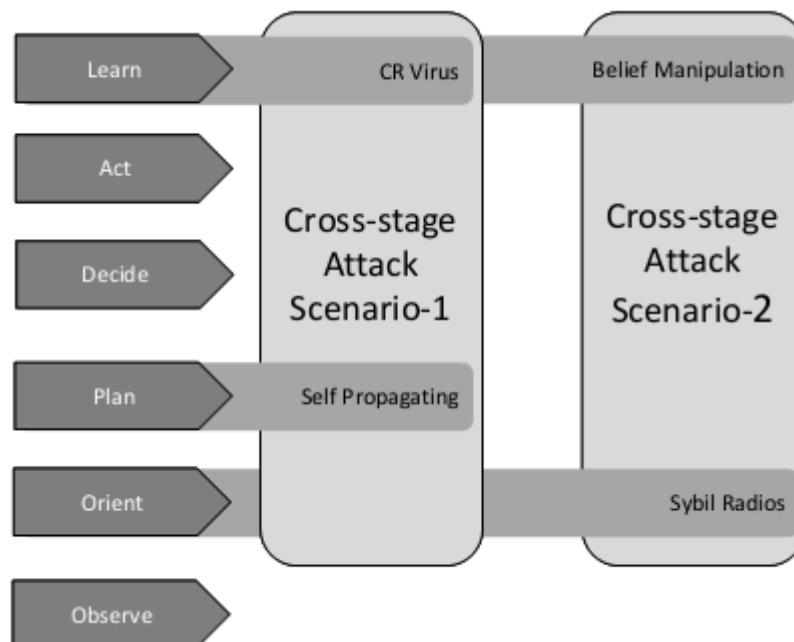 Learn
CR Virus
Belief Manipulation
Act
Cross-stage
Attack
Scenario-1
Cross-stage
Attack
Scenario-2
Decide
Plan
Self Propagating
Orient
Sybil Radios
Observe